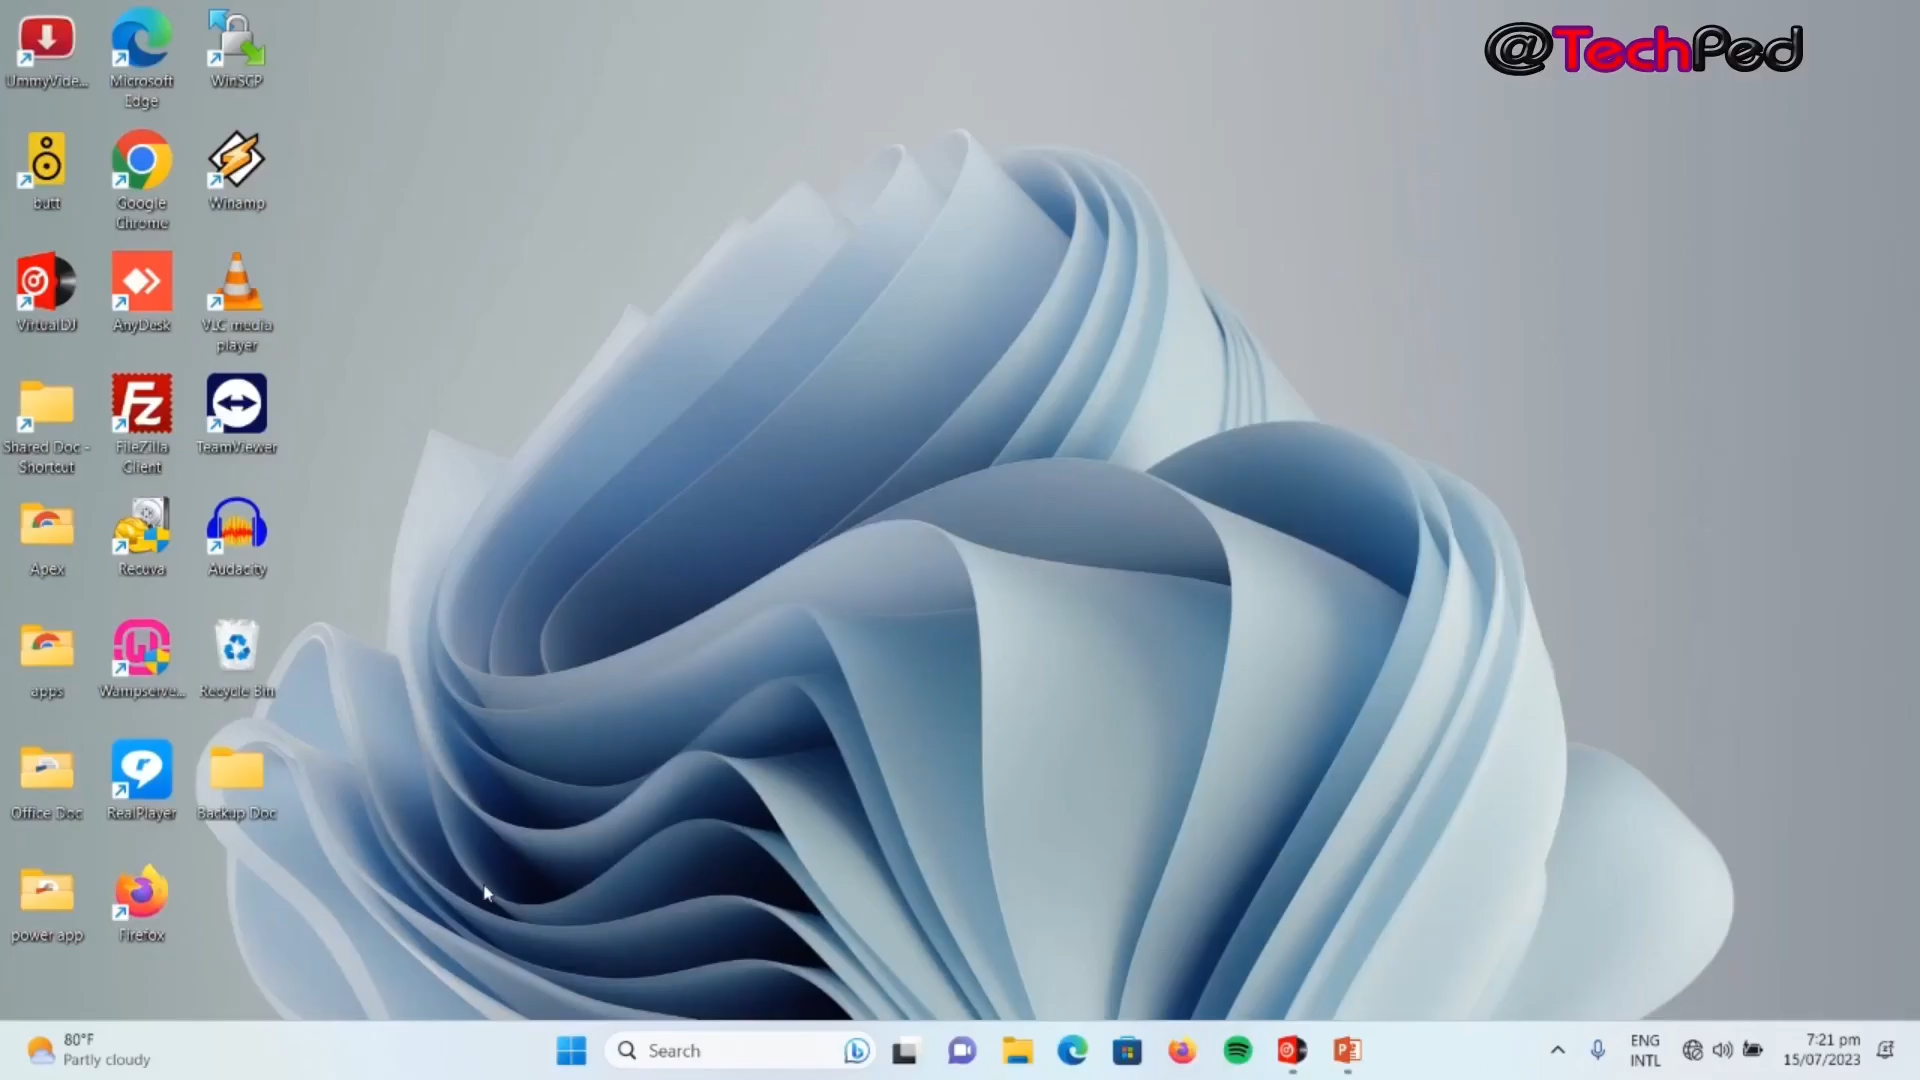 @TechPed
UmmyVide...
Microsoft
Edge
WinSCP
butt
Google
Chrome
Winamp
VirtualDJ
AnyDesk
VLC media
player
Shared Doc -
Shortcut
FileZilla
Client
TeamViewer
Apex
Recuva
Audacity
apps
Wampserve...
Recycle Bin
Office Doc
RealPlayer
Backup Doc
power app
Firefox
80°F
Partly cloudy
Search
ENG
INTL
7:21 pm
15/07/2023